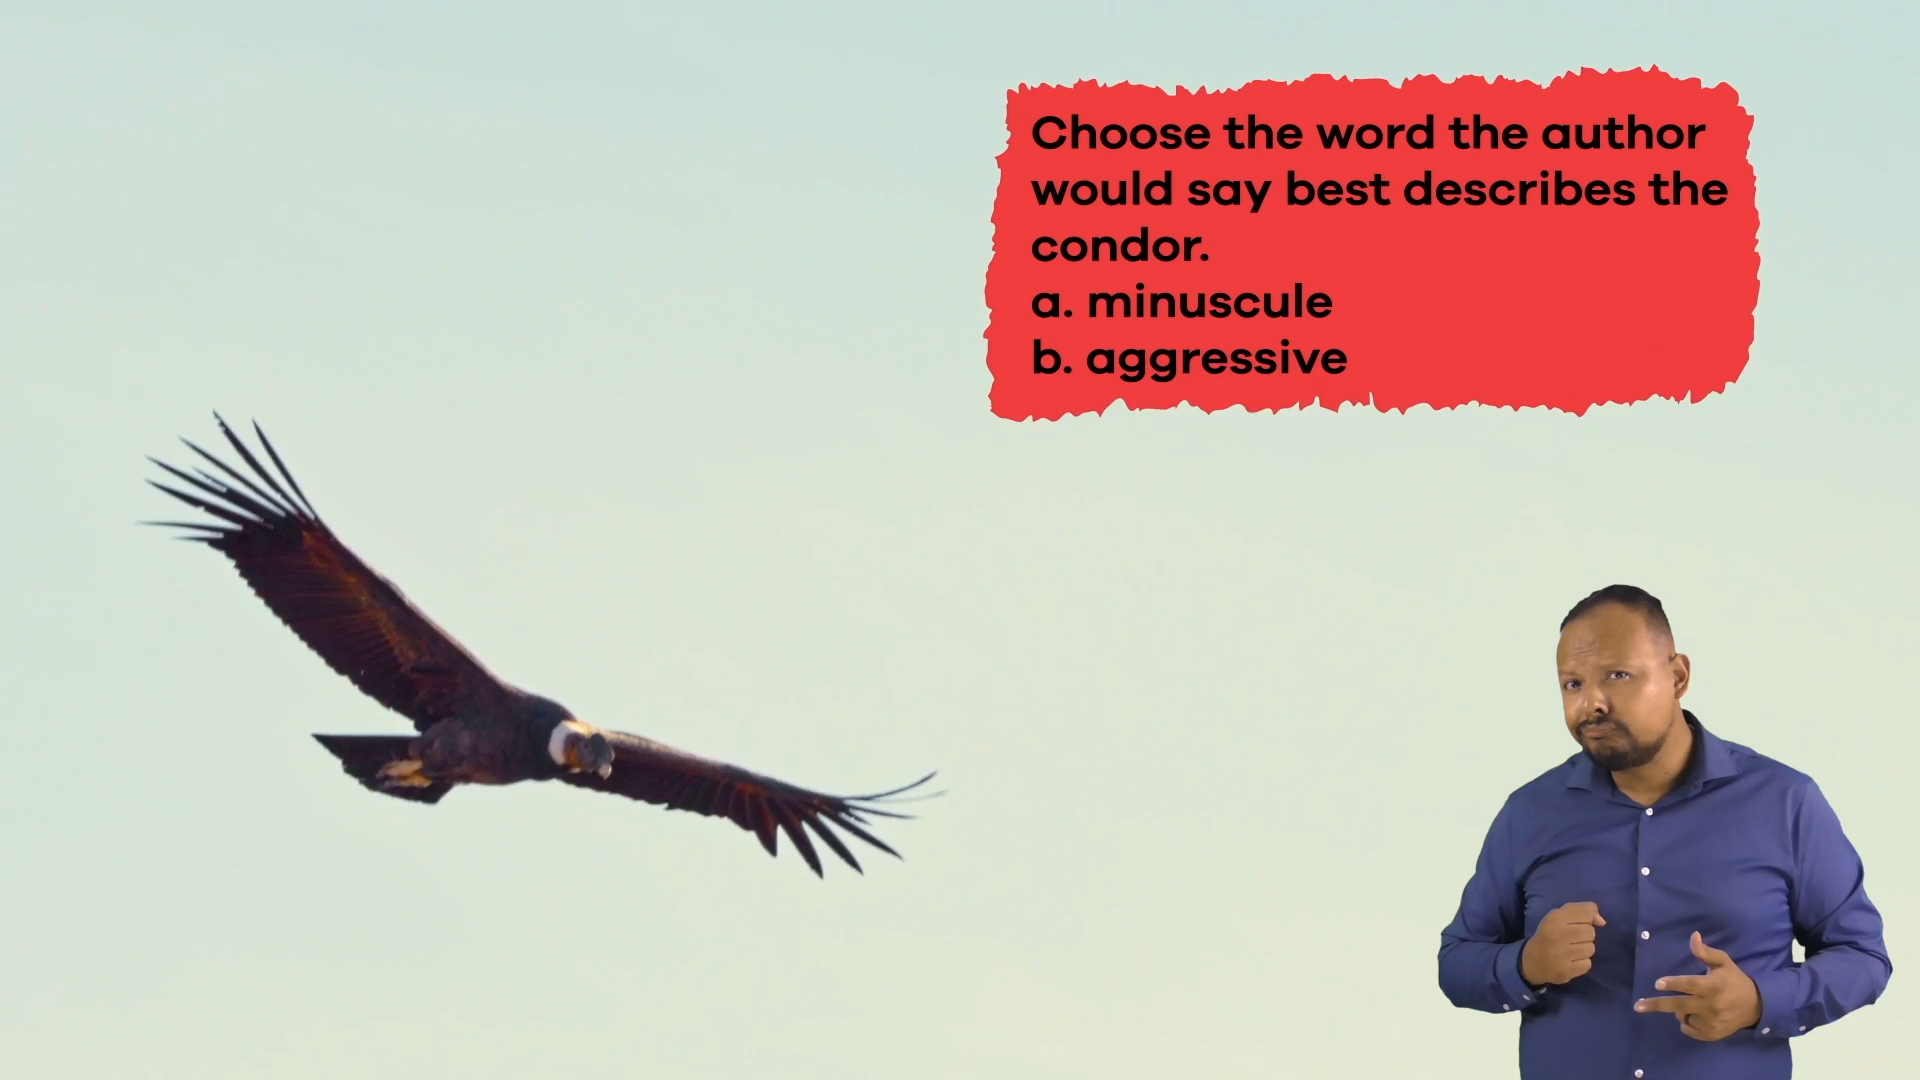 Choose the word the author
would say best describes the
condor.
a. minuscule
b. aggressive